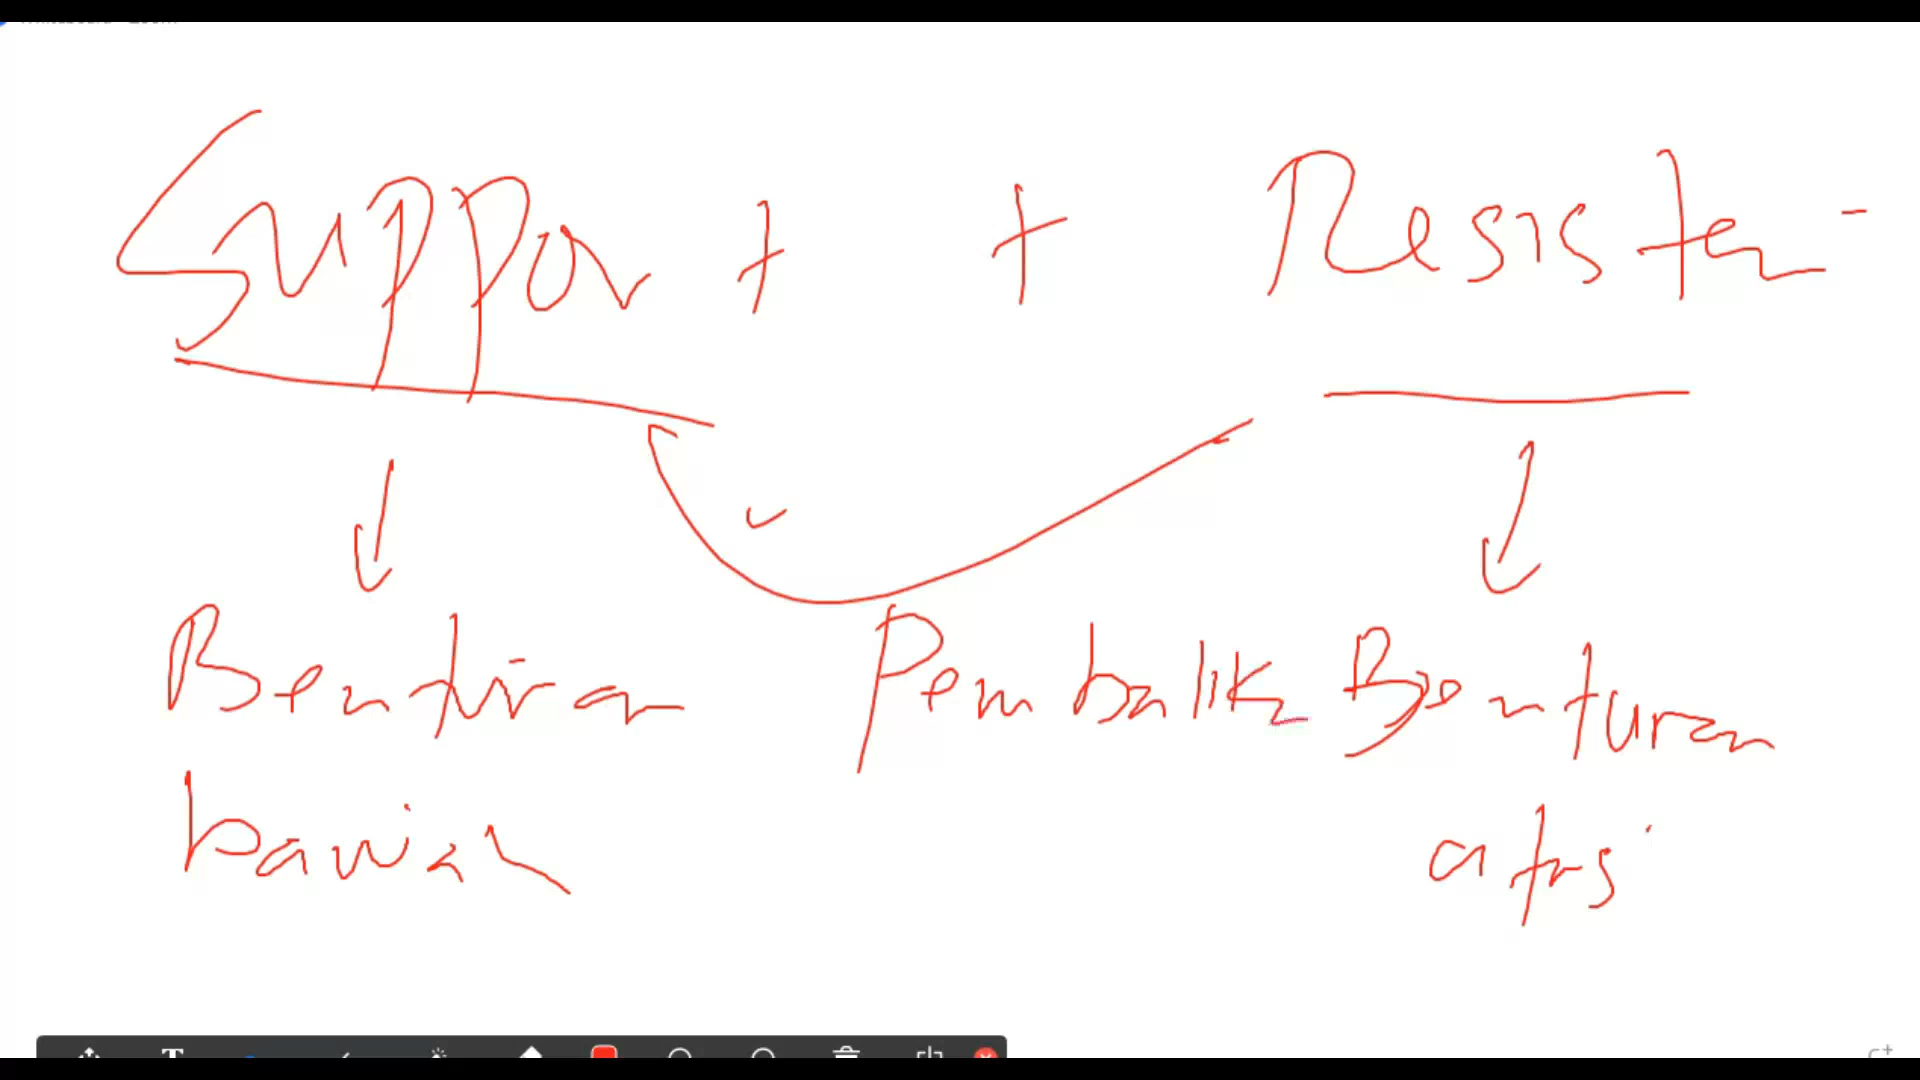 Support + Resisten
Benturan Pembalik Benturan
bawah atas